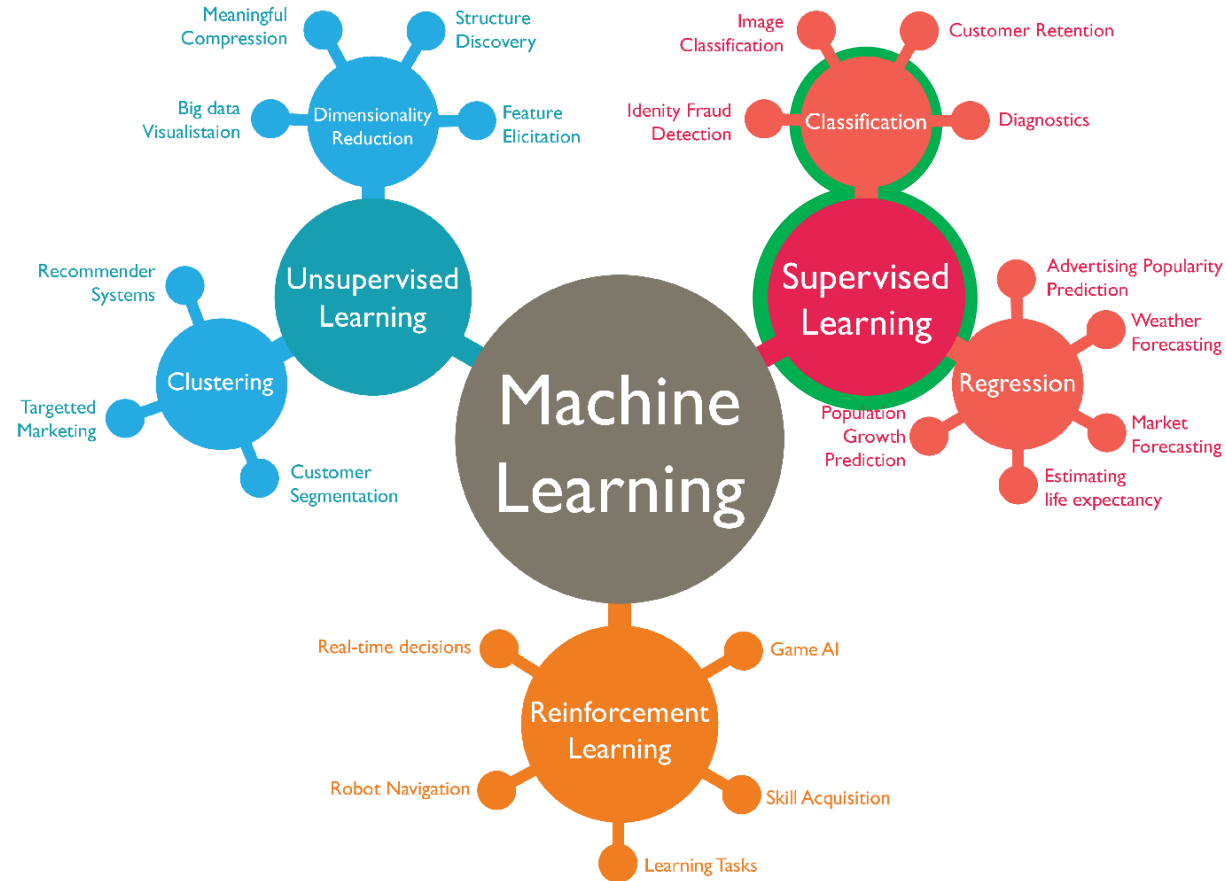 Meaningful
Compression
Structure
Discovery
Big data
Visualistaion
Dimensionality
Reduction
Feature
Elicitation
Image
Classification
Customer Retention
Idenity Fraud
Detection
Classification
Diagnostics
Recommender
Systems
Unsupervised
Learning
Clustering
Targetted
Marketing
Customer
Segmentation
Supervised
Learning
Advertising Popularity
Prediction
Weather
Forecasting
Regression
Population
Growth
Prediction
Market
Forecasting
Estimating
life expectancy
Machine
Learning
Real-time decisions
Game AI
Reinforcement
Learning
Robot Navigation
Skill Acquisition
Learning Tasks